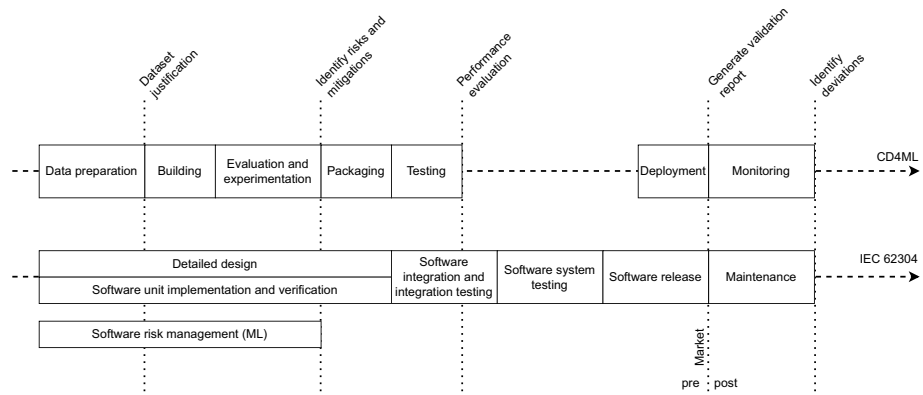 Dataset
justification
Identify risks and
mitigations
Performance
evaluation
Generate validation
report
Identify
deviations
CD4ML
Data preparation
Building
Evaluation and
experimentation
Packaging
Testing
Deployment
Monitoring
IEC 62304
Detailed design
Software unit implementation and verification
Software
integration and
integration testing
Software system
testing
Software release
Maintenance
Software risk management (ML)
Market
pre
post